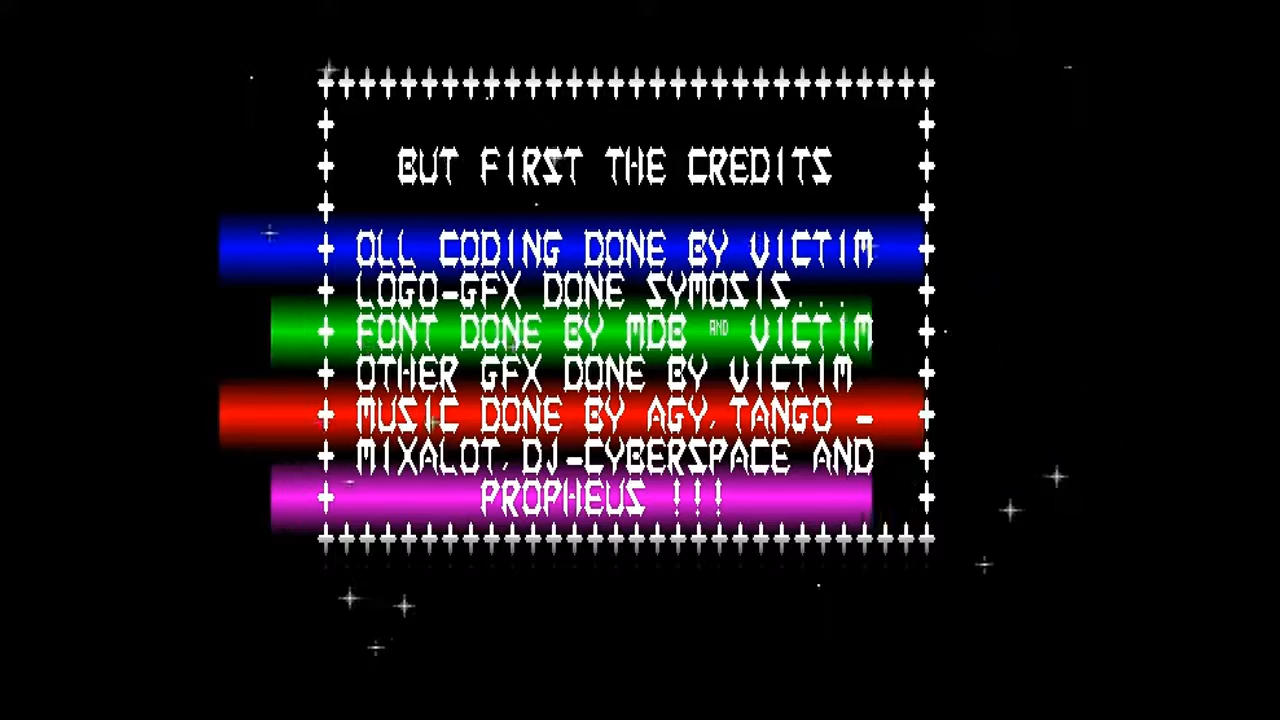 BUT FIRST THE CREDITS
OLL CODING DONE BY VICTIM
LOGO-GFX DONE SYMOSIS...
FONT DONE BY MDB AND VICTIM
OTHER GFX DONE BY VICTIM
MUSIC DONE BY AGY,TANGO -
MIXALOT,DJ-CYBERSPACE AND
PROPHEUS !!!